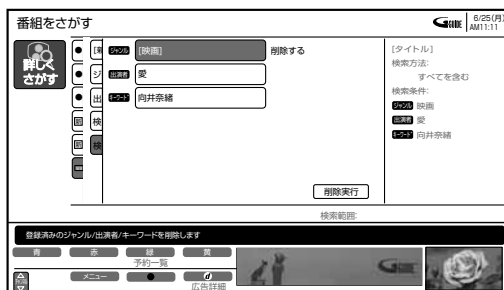 番組をさがす
G GUIDE
6/25(月)
AM11:11
詳しく
さがす
ジャンル [映画] 削除する
出演者 愛
キーワード 向井奈緒
削除実行
[タイトル]
検索方法:
すべてを含む
検索条件:
ジャンル 映画
出演者 愛
キーワード 向井奈緒
検索範囲:
登録済みのジャンル/出演者/キーワードを削除します
青 赤 緑 黄
予約一覧
メニュー d
広告詳細